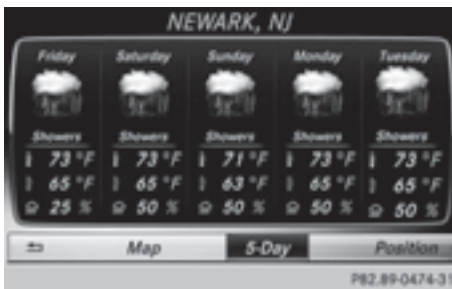 NEWARK, NJ
Friday Saturday Sunday Monday Tuesday
Showers Showers Showers Showers Showers
73 °F 73 °F 71 °F 73 °F 73 °F
65 °F 65 °F 63 °F 65 °F 65 °F
25 % 50 % 50 % 50 % 50 %
Map 5-Day Position
P82.89-0474-31